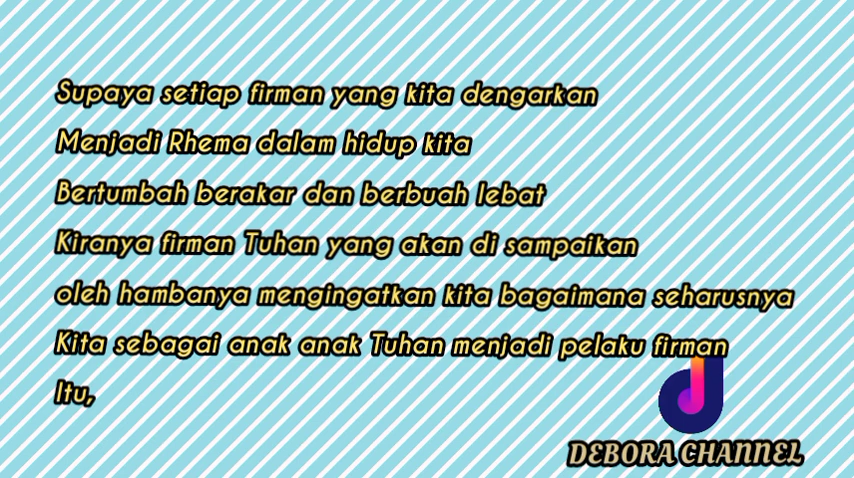 Supaya setiap firman yang kita dengarkan
Menjadi Rhema dalam hidup kita
Bertumbah berakar dan berbuah lebat
Kiranya firman Tuhan yang akan di sampaikan
oleh hambanya mengingatkan kita bagaimana seharusnya
Kita sebagai anak anak Tuhan menjadi pelaku firman
Itu,
DEBORA CHANNEL